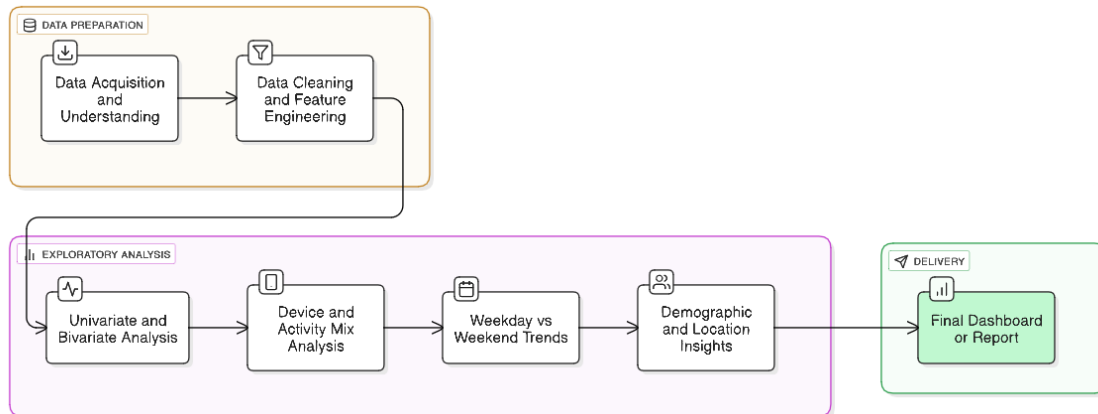 DATA PREPARATION
Data Acquisition
and
Understanding
Data Cleaning
and Feature
Engineering
EXPLORATORY ANALYSIS
Univariate and
Bivariate Analysis
Device and
Activity Mix
Analysis
Weekday vs
Weekend Trends
Demographic
and Location
Insights
DELIVERY
Final Dashboard
or Report